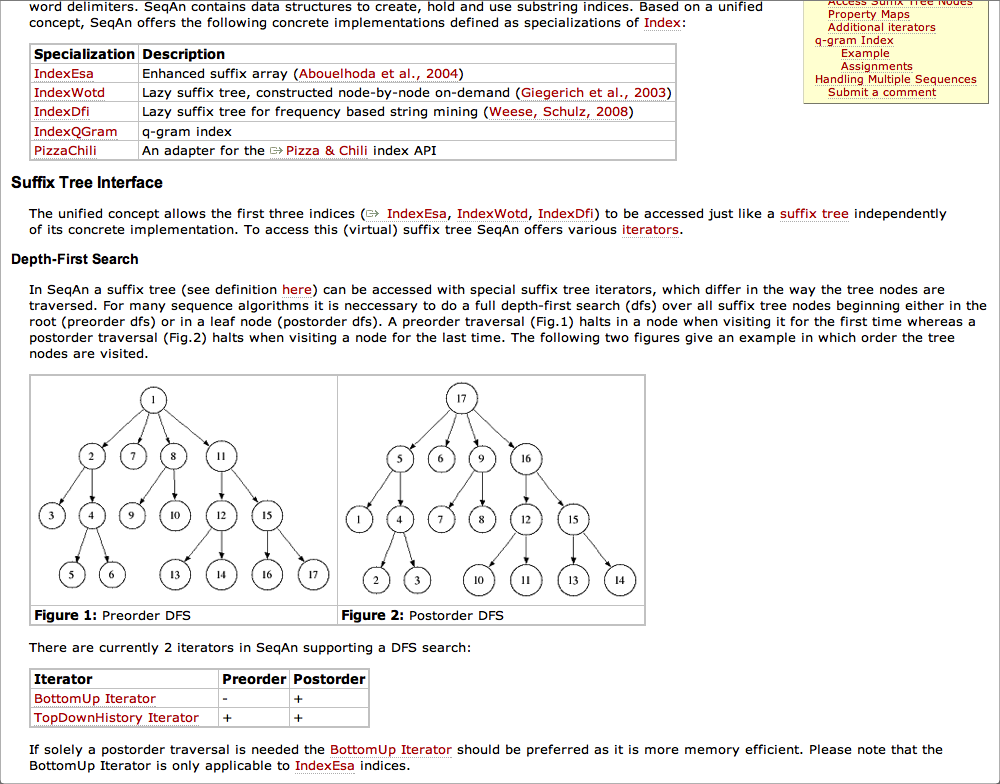 word delimiters. SeqAn contains data structures to create, hold and use substring indices. Based on a unified
concept, SeqAn offers the following concrete implementations defined as specializations of Index:
Access Suffix Tree Nodes
Property Maps
Additional iterators
q-gram Index
Example
Assignments
Handling Multiple Sequences
Submit a comment
Specialization Description
IndexEsa Enhanced suffix array (Abouelhoda et al., 2004)
IndexWotd Lazy suffix tree, constructed node-by-node on-demand (Giegerich et al., 2003)
IndexDfi Lazy suffix tree for frequency based string mining (Weese, Schulz, 2008)
IndexQGram q-gram index
PizzaChili An adapter for the Pizza & Chili index API
Suffix Tree Interface
The unified concept allows the first three indices ( IndexEsa, IndexWotd, IndexDfi) to be accessed just like a suffix tree independently
of its concrete implementation. To access this (virtual) suffix tree SeqAn offers various iterators.
Depth-First Search
In SeqAn a suffix tree (see definition here) can be accessed with special suffix tree iterators, which differ in the way the tree nodes are
traversed. For many sequence algorithms it is neccessary to do a full depth-first search (dfs) over all suffix tree nodes beginning either in the
root (preorder dfs) or in a leaf node (postorder dfs). A preorder traversal (Fig.1) halts in a node when visiting it for the first time whereas a
postorder traversal (Fig.2) halts when visiting a node for the last time. The following two figures give an example in which order the tree
nodes are visited.
1
2 7 8 11
3 4 9 10 12 15
5 6 13 14 16 17
Figure 1: Preorder DFS
17
5 6 9 16
1 4 7 8 12 15
2 3 10 11 13 14
Figure 2: Postorder DFS
There are currently 2 iterators in SeqAn supporting a DFS search:
Iterator Preorder Postorder
BottomUp Iterator - +
TopDownHistory Iterator + +
If solely a postorder traversal is needed the BottomUp Iterator should be preferred as it is more memory efficient. Please note that the
BottomUp Iterator is only applicable to IndexEsa indices.